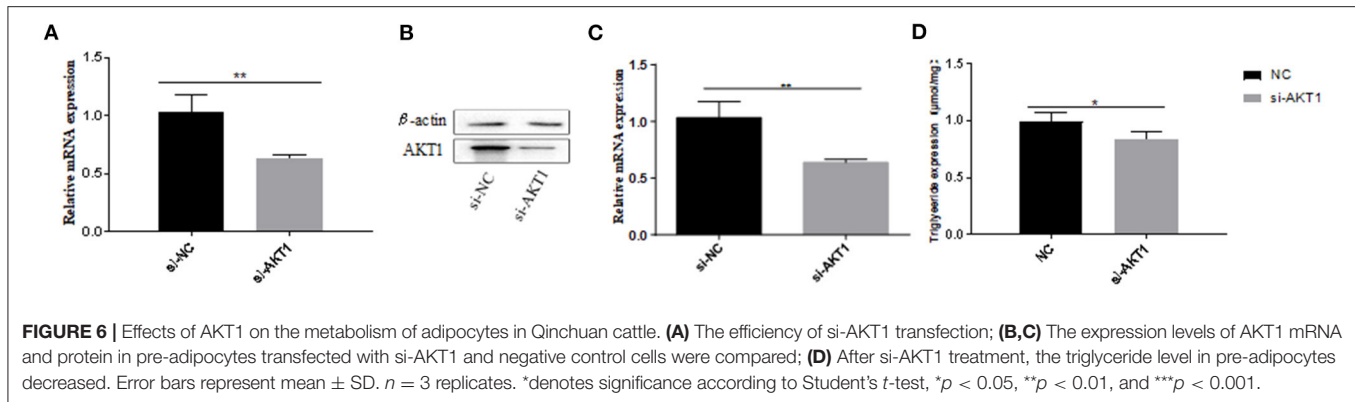 A
B
C
D
Relative mRNA expression
1.5
1.0
0.5
0.0
**
si-NC
si-AKT1
β-actin
AKT1
si-NC
si-AKT1
Relative mRNA expression
1.5
1.0
0.5
0.0
**
si-NC
si-AKT1
Triglyeeride expression (μmol/mg)
1.5
1.0
0.5
0.0
*
NC
si-AKT1
NC
si-AKT1
FIGURE 6 | Effects of AKT1 on the metabolism of adipocytes in Qinchuan cattle. (A) The efficiency of si-AKT1 transfection; (B,C) The expression levels of AKT1 mRNA
and protein in pre-adipocytes transfected with si-AKT1 and negative control cells were compared; (D) After si-AKT1 treatment, the triglyceride level in pre-adipocytes
decreased. Error bars represent mean ± SD. n = 3 replicates. *denotes significance according to Student's t-test, *p < 0.05, **p < 0.01, and ***p < 0.001.